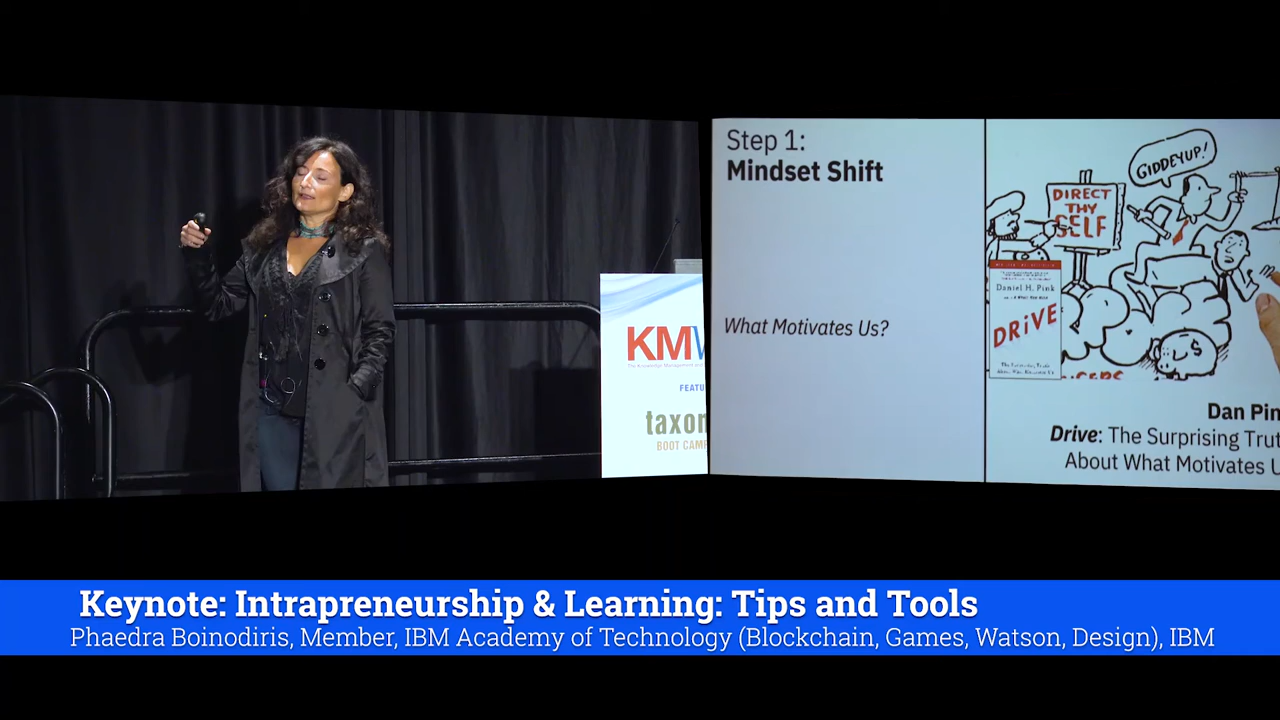 KM
FEATU
taxon
BOOT CAMP
Step 1:
Mindset Shift
What Motivates Us?
GIDDEYUP!
DIRECT
THY
SELF
Daniel H. Pink
DRiVE
Dan Pin
Drive: The Surprising Trut
About What Motivates U
Keynote: Intrapreneurship & Learning: Tips and Tools
Phaedra Boinodiris, Member, IBM Academy of Technology (Blockchain, Games, Watson, Design), IBM